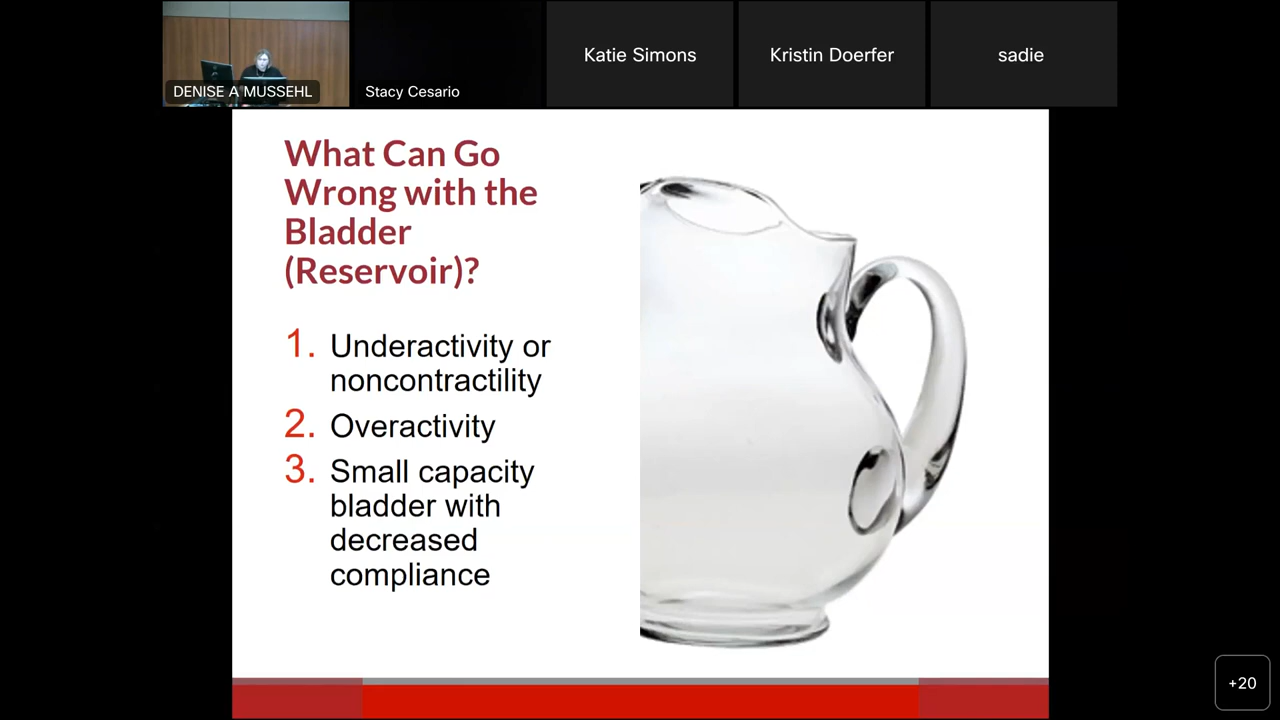 DENISE A MUSSEHL
Stacy Cesario
Katie Simons
Kristin Doerfer
sadie
What Can Go
Wrong with the
Bladder
(Reservoir)?
1. Underactivity or
noncontractility
2. Overactivity
3. Small capacity
bladder with
decreased
compliance
+20